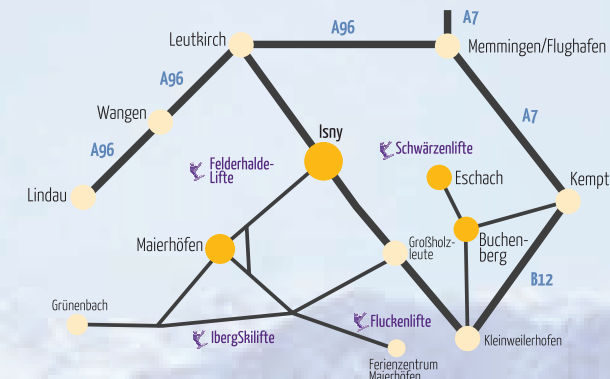 A7
A96
Leutkirch
Memmingen/Flughafen
A96
Wangen
A7
Isny
A96
Schwärzenlifte
Felderhalde-
Lifte
Eschach
Kempt
Lindau
Maierhöfen
Großholz-
leute
Buchen-
berg
B12
Grünenbach
Fluckenlifte
IbergSkilifte
Kleinweilerhofen
Ferienzentrum
Maierhöfen